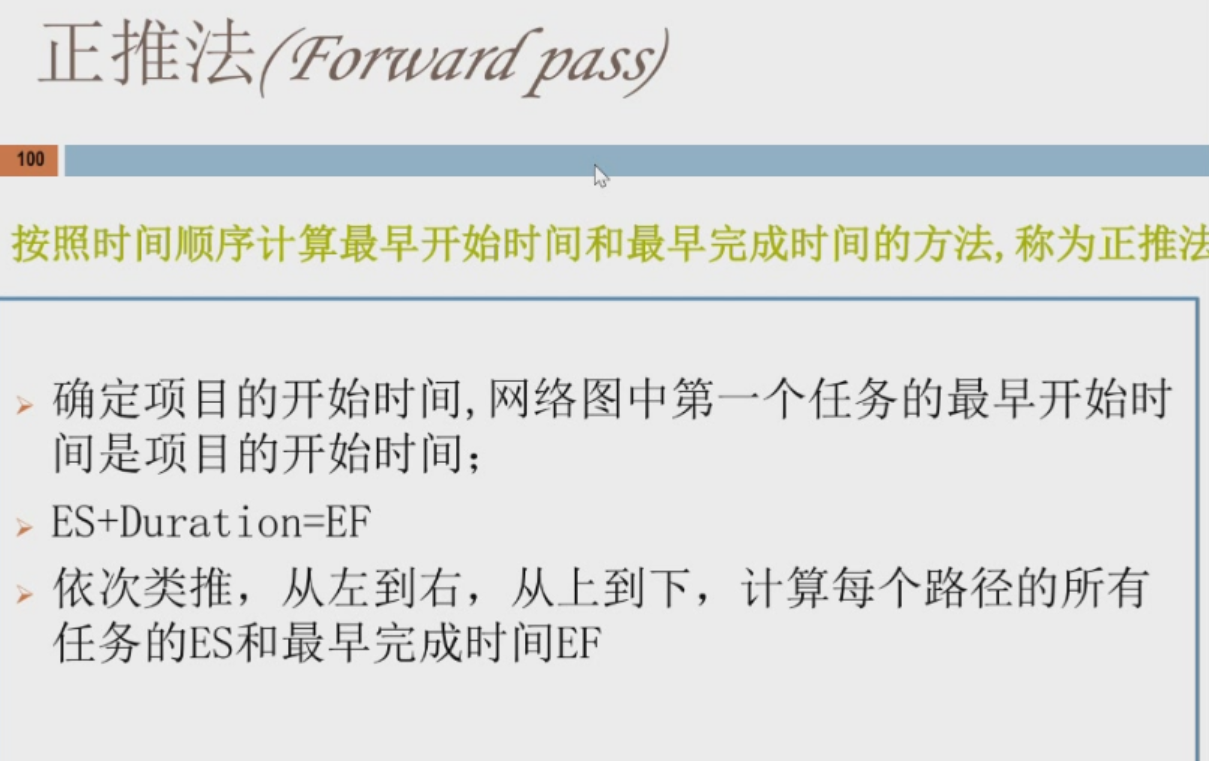 正推法(Forward pass)
100
按照时间顺序计算最早开始时间和最早完成时间的方法,称为正推法
确定项目的开始时间,网络图中第一个任务的最早开始时
间是项目的开始时间;
ES+Duration=EF
依次类推，从左到右，从上到下，计算每个路径的所有
任务的ES和最早完成时间EF